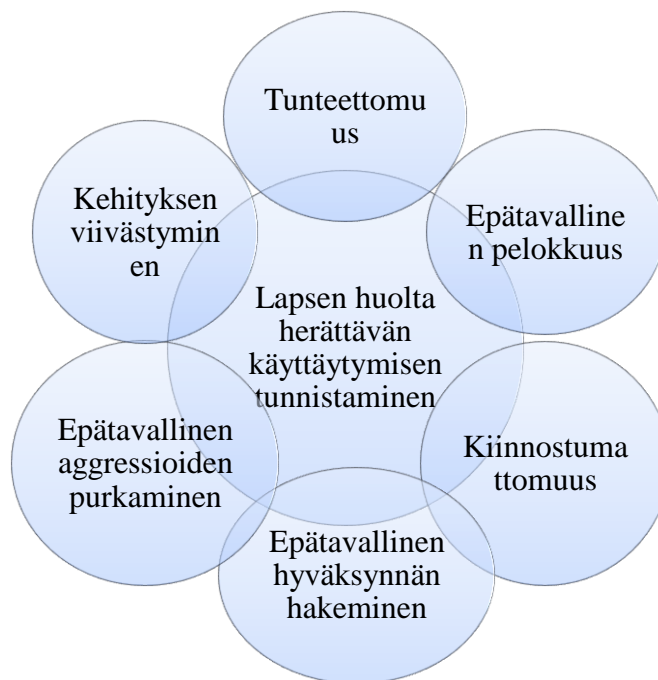 Tunteettomu
us
Kehityksen
viivästymin
en
Epätavalline
n pelokkuus
Lapsen huolta
herättävän
käyttäytymisen
tunnistaminen
Epätavallinen
aggressioiden
purkaminen
Kiinnostuma
ttomuus
Epätavallinen
hyväksynnän
hakeminen